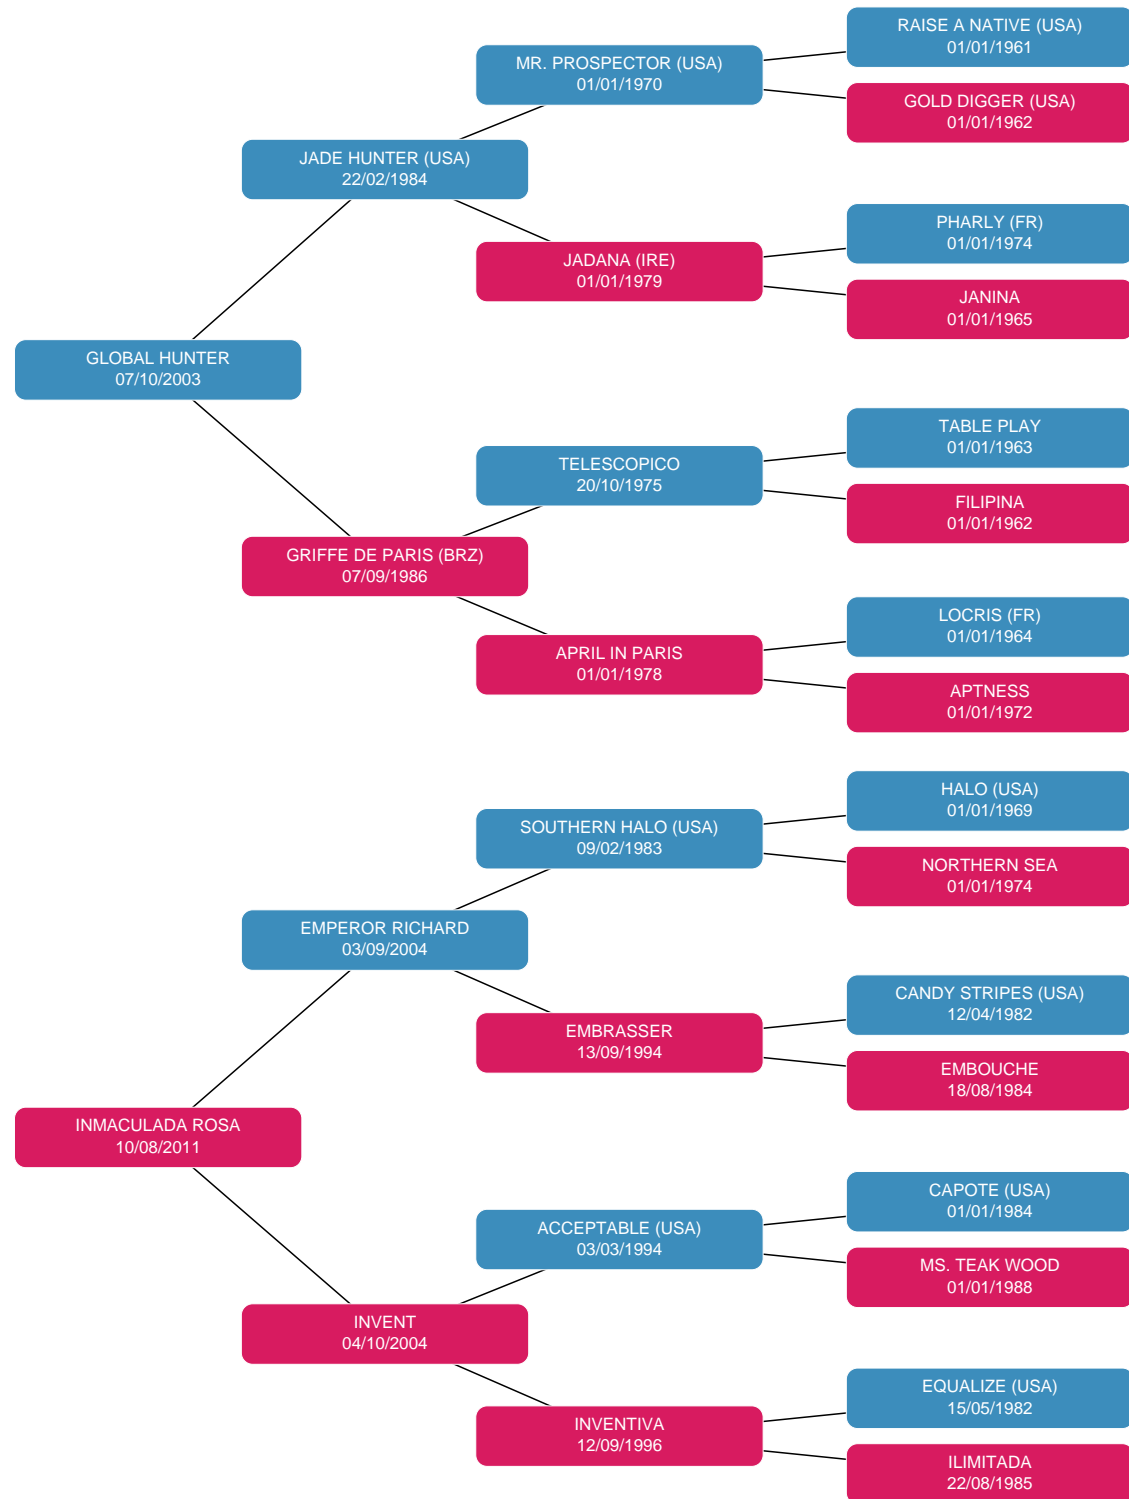 RAISE A NATIVE (USA)
01/01/1961
MR. PROSPECTOR (USA)
01/01/1970
GOLD DIGGER (USA)
01/01/1962
JADE HUNTER (USA)
22/02/1984
PHARLY (FR)
01/01/1974
JADANA (IRE)
01/01/1979
JANINA
01/01/1965
GLOBAL HUNTER
07/10/2003
TABLE PLAY
01/01/1963
TELESCOPICO
20/10/1975
FILIPINA
01/01/1962
GRIFFE DE PARIS (BRZ)
07/09/1986
LOCRIS (FR)
01/01/1964
APRIL IN PARIS
01/01/1978
APTNESS
01/01/1972
HALO (USA)
01/01/1969
SOUTHERN HALO (USA)
09/02/1983
NORTHERN SEA
01/01/1974
EMPEROR RICHARD
03/09/2004
CANDY STRIPES (USA)
12/04/1982
EMBRASSER
13/09/1994
EMBOUCHE
18/08/1984
INMACULADA ROSA
10/08/2011
CAPOTE (USA)
01/01/1984
ACCEPTABLE (USA)
03/03/1994
MS. TEAK WOOD
01/01/1988
INVENT
04/10/2004
EQUALIZE (USA)
15/05/1982
INVENTIVA
12/09/1996
ILIMITADA
22/08/1985